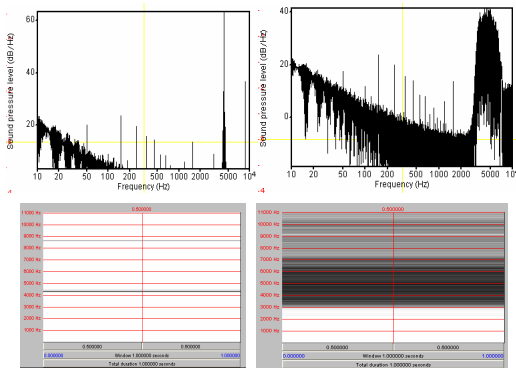 60
40
20
0
Sound pressure level (dB/Hz)
10 20 50 100 200 500 1000 2000 5000 10⁴
Frequency (Hz)
40
20
0
Sound pressure level (dB/Hz)
10 20 50 100 200 500 1000 2000 5000
Frequency (Hz)
0.500000
11000 Hz
10000 Hz
9000 Hz
8000 Hz
7000 Hz
6000 Hz
5000 Hz
4000 Hz
3000 Hz
2000 Hz
1000 Hz
0.500000 0.500000
0.000000 Window 1.000000 seconds 1.000000
Total duration 1.000000 seconds
0.500000
11000 Hz
10000 Hz
9000 Hz
8000 Hz
7000 Hz
6000 Hz
5000 Hz
4000 Hz
3000 Hz
2000 Hz
1000 Hz
0.500000 0.500000
0.000000 Window 1.000000 seconds 1.000000
Total duration 1.000000 seconds